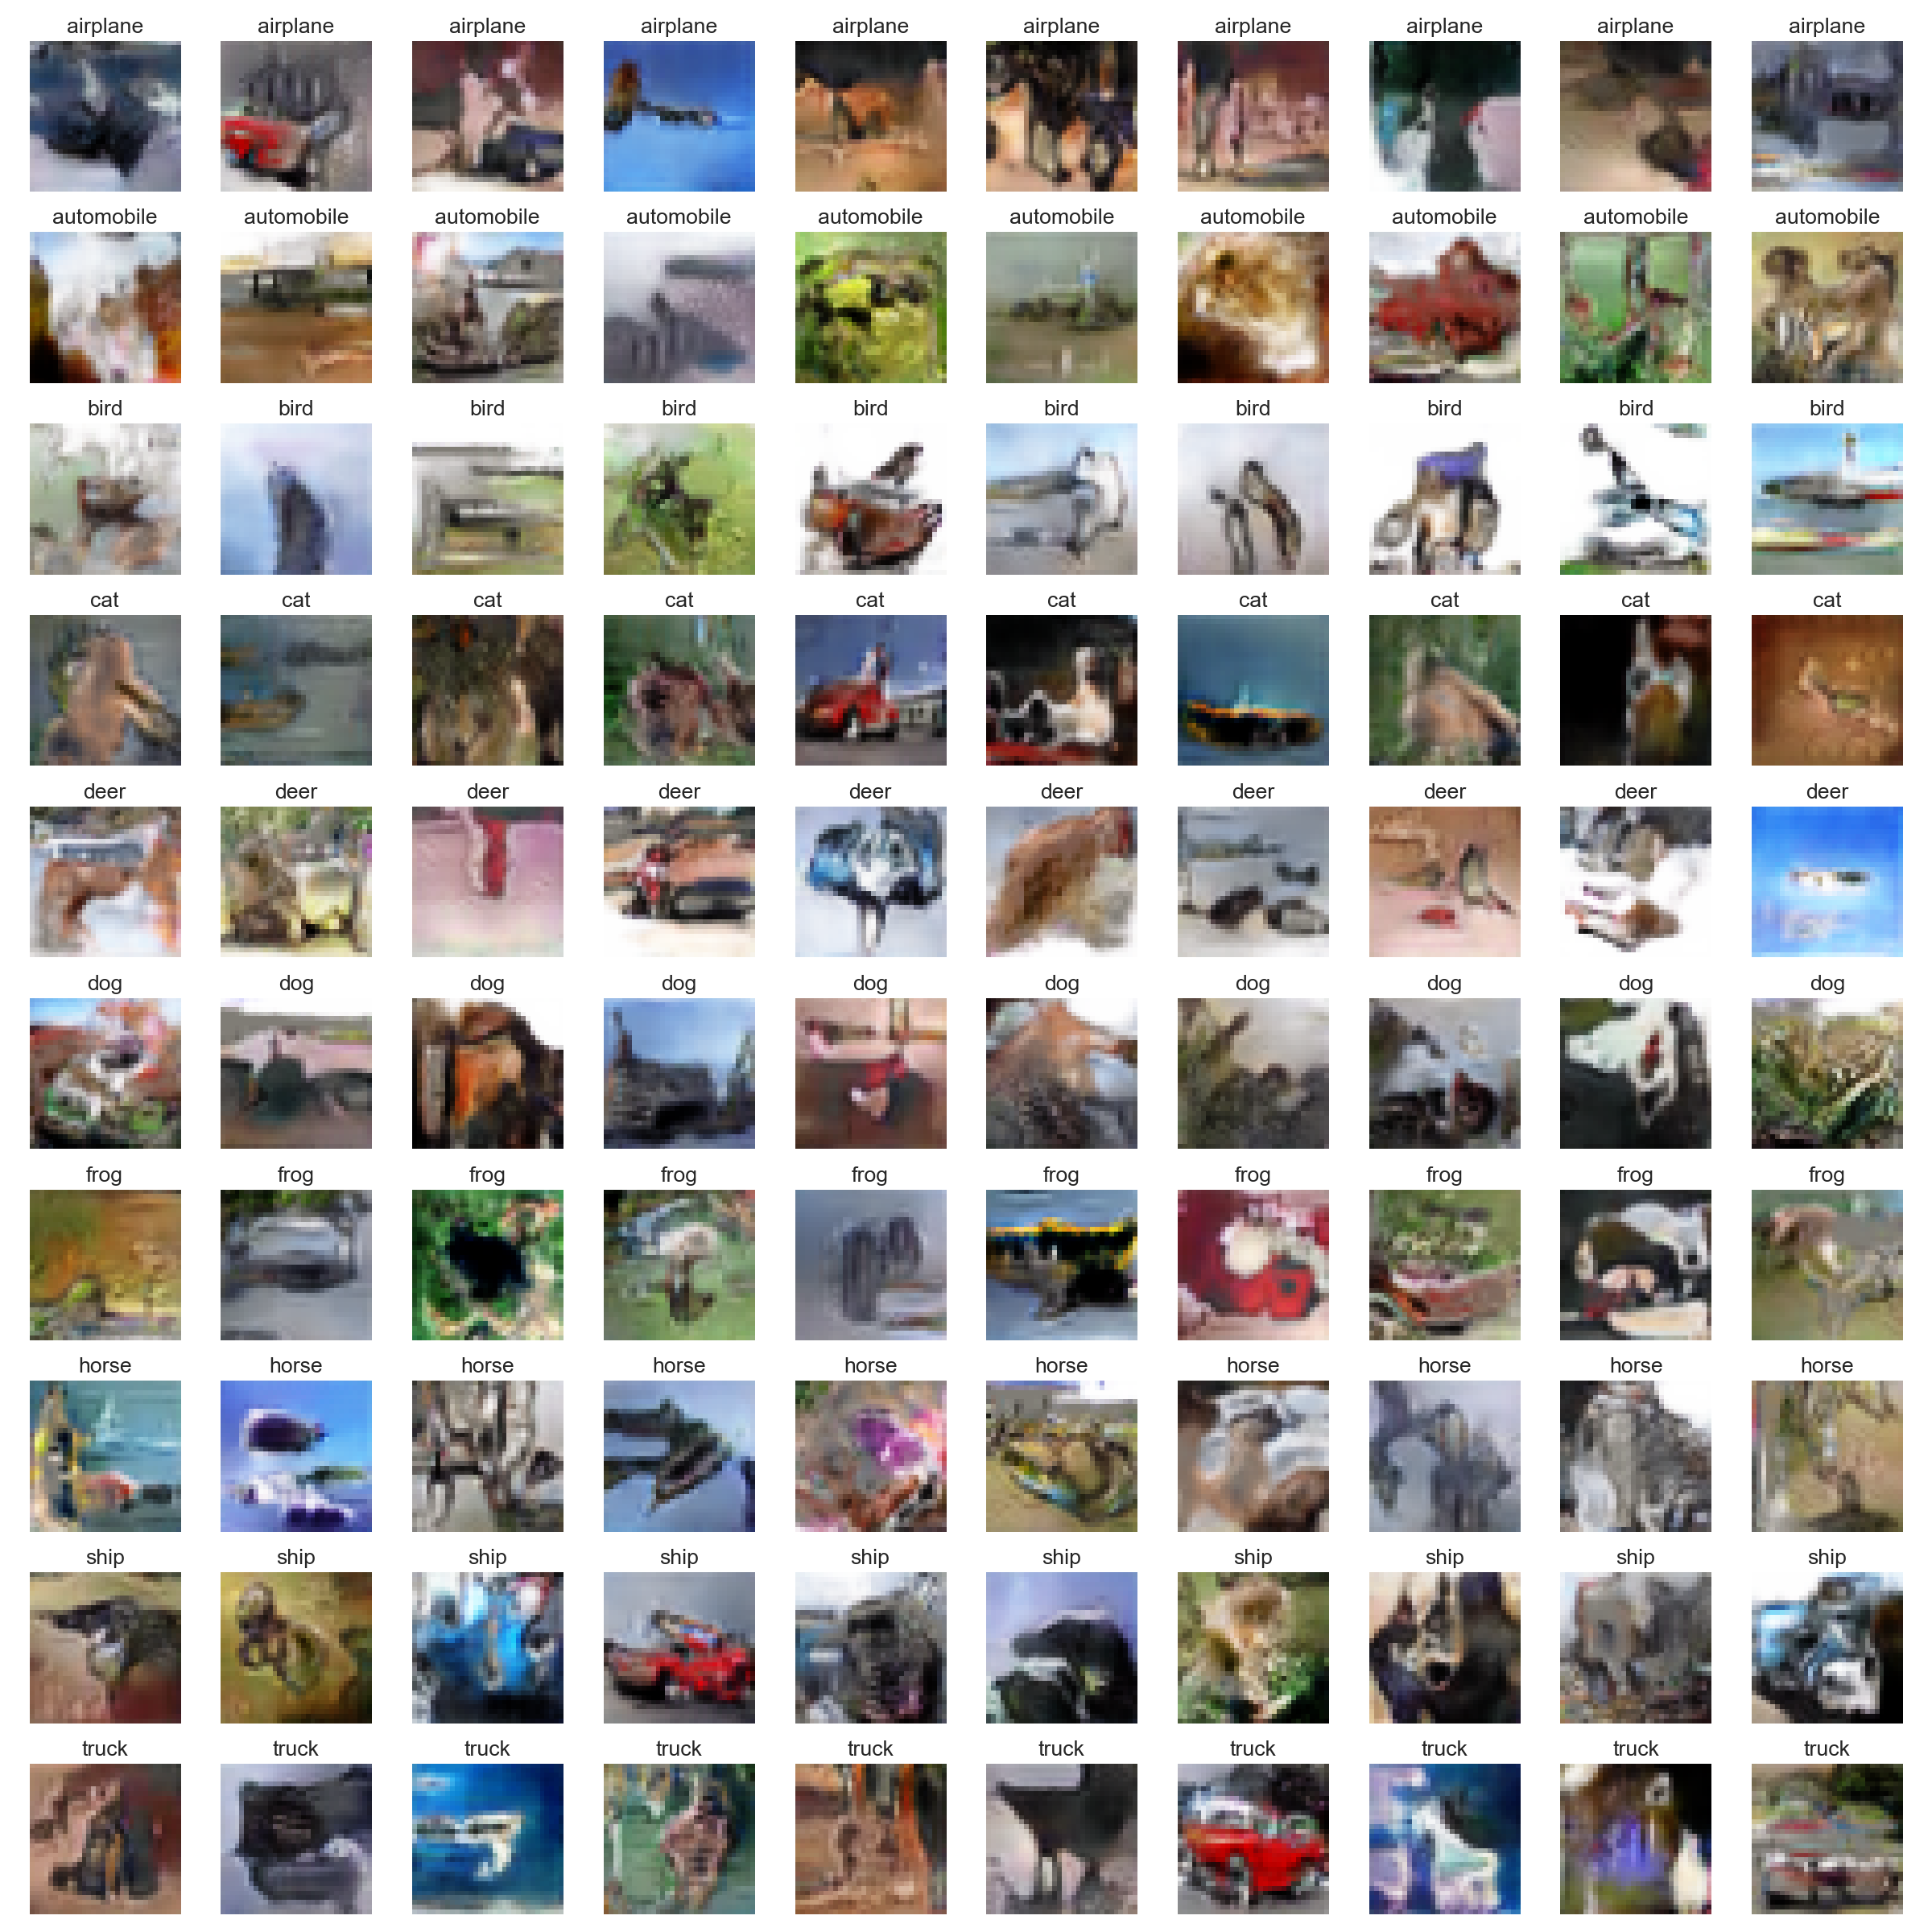 airplane airplane airplane airplane airplane airplane airplane airplane airplane airplane
automobile automobile automobile automobile automobile automobile automobile automobile automobile automobile
bird bird bird bird bird bird bird bird bird bird
cat cat cat cat cat cat cat cat cat cat
deer deer deer deer deer deer deer deer deer deer
dog dog dog dog dog dog dog dog dog dog
frog frog frog frog frog frog frog frog frog frog
horse horse horse horse horse horse horse horse horse horse
ship ship ship ship ship ship ship ship ship ship
truck truck truck truck truck truck truck truck truck truck